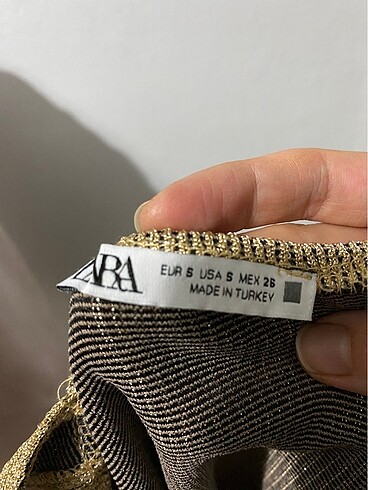 ZARA
EUR S USA S MEX 26
MADE IN TURKEY